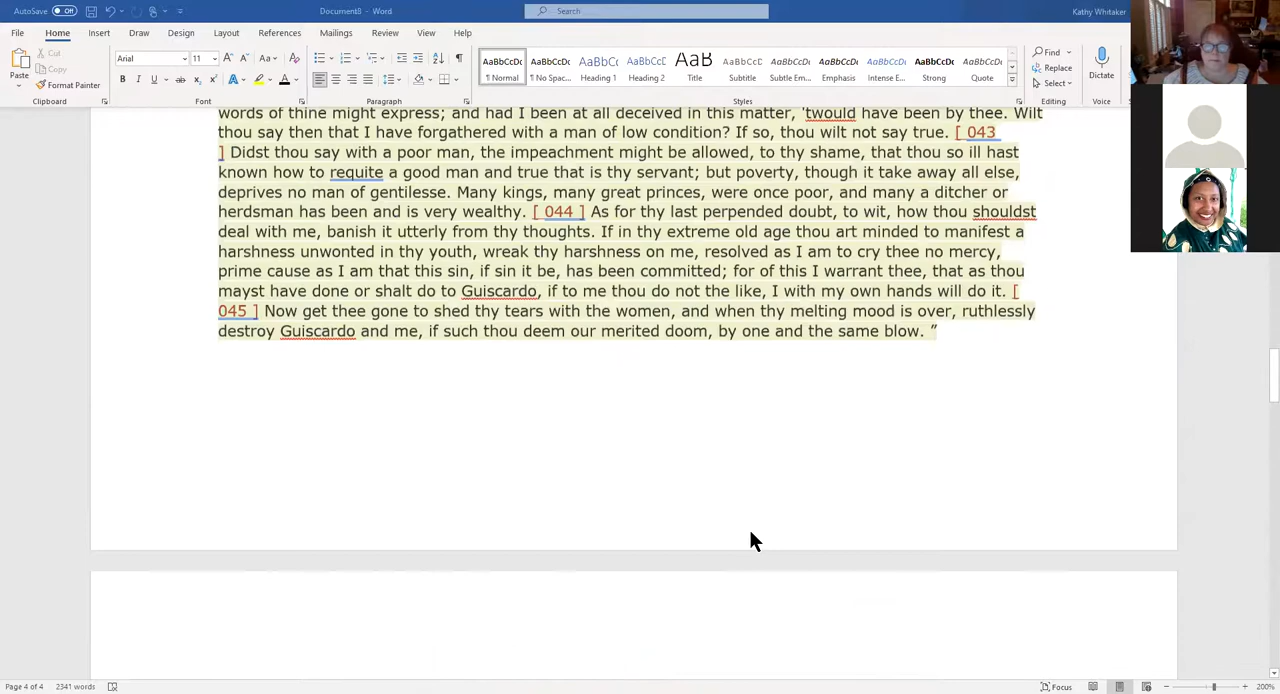 AutoSave Off Document8 - Word Search Kathy Whitaker
File Home Insert Draw Design Layout References Mailings Review View Help
Paste Cut Copy Format Painter
Arial 11 Aa
B I U ab x₂ x² A A
AaBbCcDc AaBbCcDc AaBbCc AaBbCcC AaB AaBbCcC AaBbCcDc AaBbCcDc AaBbCcDc AaBbCcDc AaBbCcDc
¶ Normal ¶ No Spac... Heading 1 Heading 2 Title Subtitle Subtle Em... Emphasis Intense E... Strong Quote
Find Replace Select Dictate
Clipboard Font Paragraph Styles Editing Voice
words of thine might express; and had I been at all deceived in this matter, 'twould have been by thee. Wilt
thou say then that I have forgathered with a man of low condition? If so, thou wilt not say true. [ 043
] Didst thou say with a poor man, the impeachment might be allowed, to thy shame, that thou so ill hast
known how to requite a good man and true that is thy servant; but poverty, though it take away all else,
deprives no man of gentilesse. Many kings, many great princes, were once poor, and many a ditcher or
herdsman has been and is very wealthy. [ 044 ] As for thy last perpended doubt, to wit, how thou shouldst
deal with me, banish it utterly from thy thoughts. If in thy extreme old age thou art minded to manifest a
harshness unwonted in thy youth, wreak thy harshness on me, resolved as I am to cry thee no mercy,
prime cause as I am that this sin, if sin it be, has been committed; for of this I warrant thee, that as thou
mayst have done or shalt do to Guiscardo, if to me thou do not the like, I with my own hands will do it. [
045 ] Now get thee gone to shed thy tears with the women, and when thy melting mood is over, ruthlessly
destroy Guiscardo and me, if such thou deem our merited doom, by one and the same blow. ”
Page 4 of 4 2341 words Focus 200%